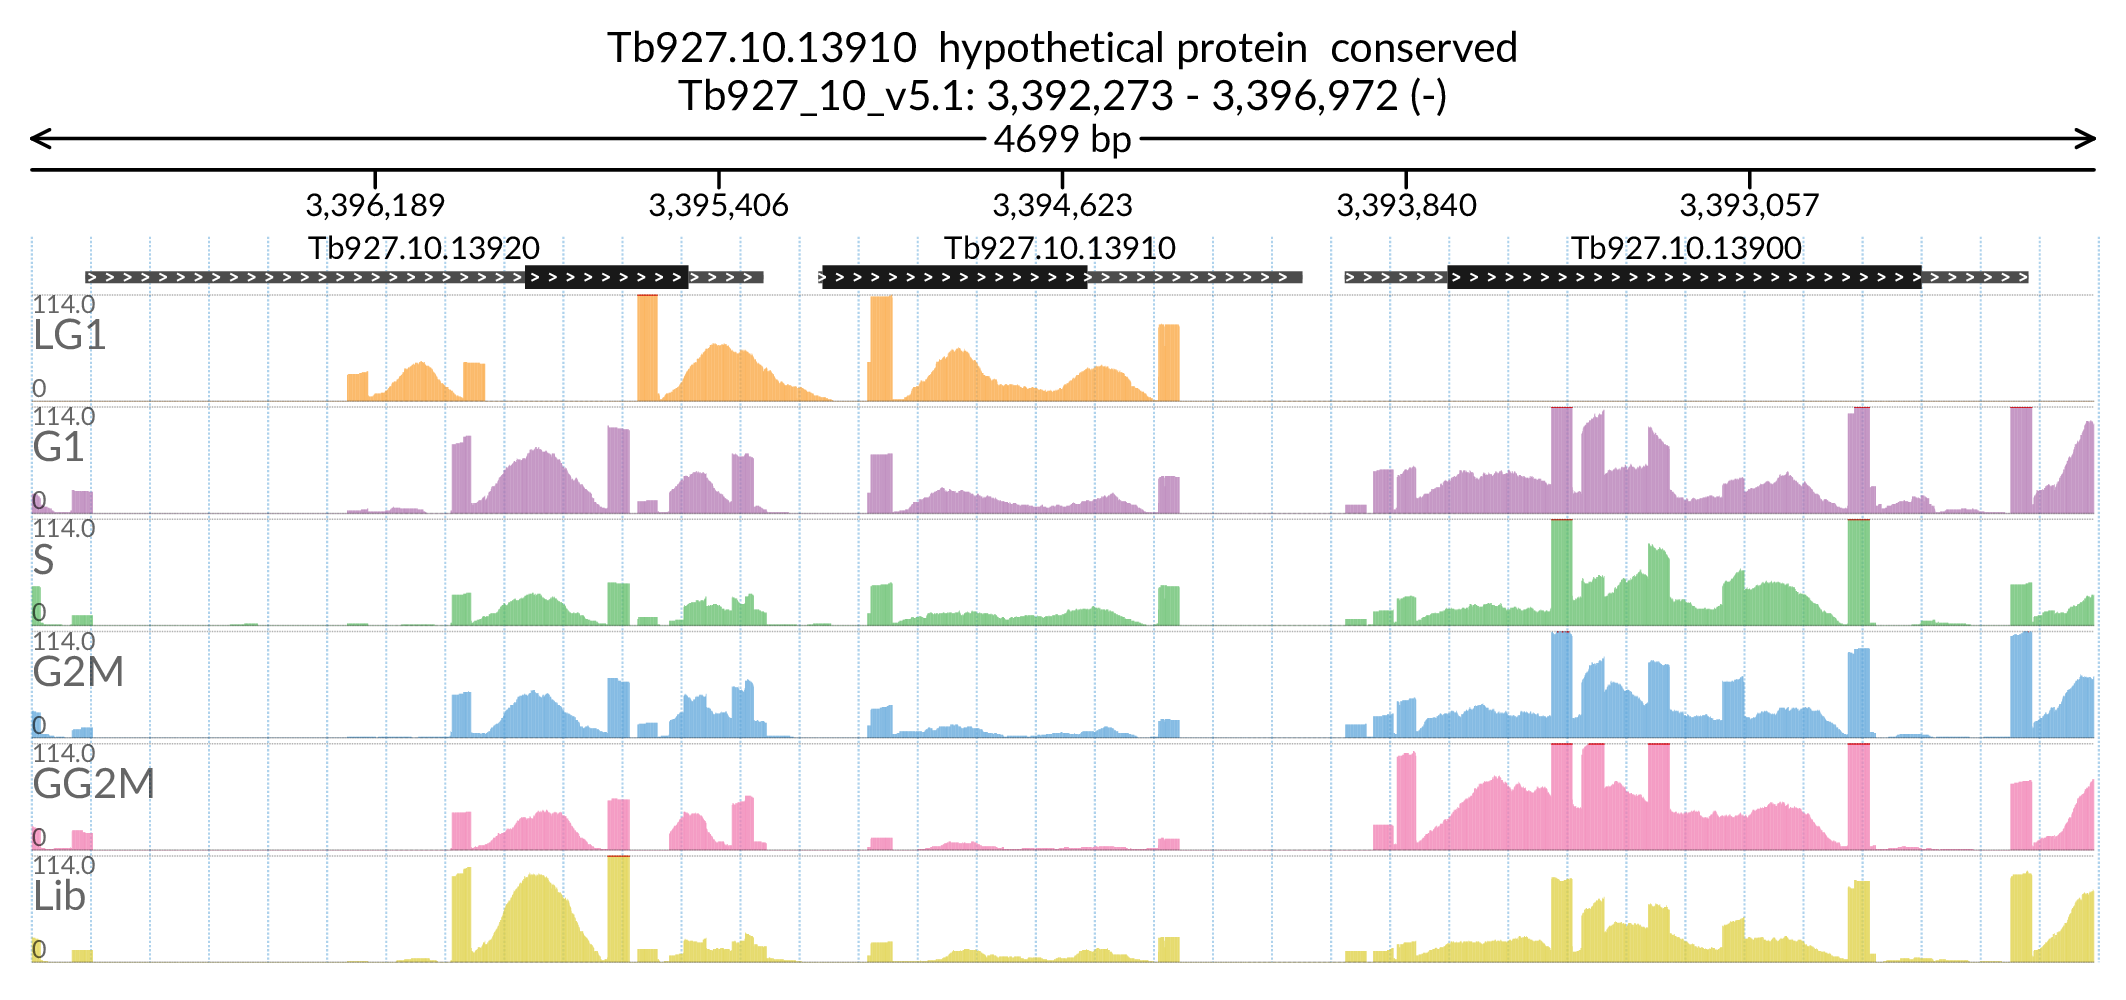 Tb927.10.13910 hypothetical protein conserved
Tb927_10_v5.1: 3,392,273 - 3,396,972 (-)
4699 bp
3,396,189 3,395,406 3,394,623 3,393,840 3,393,057
Tb927.10.13920 Tb927.10.13910 Tb927.10.13900
114.0
LG1
0
114.0
G1
0
114.0
S
0
114.0
G2M
0
114.0
GG2M
0
114.0
Lib
0